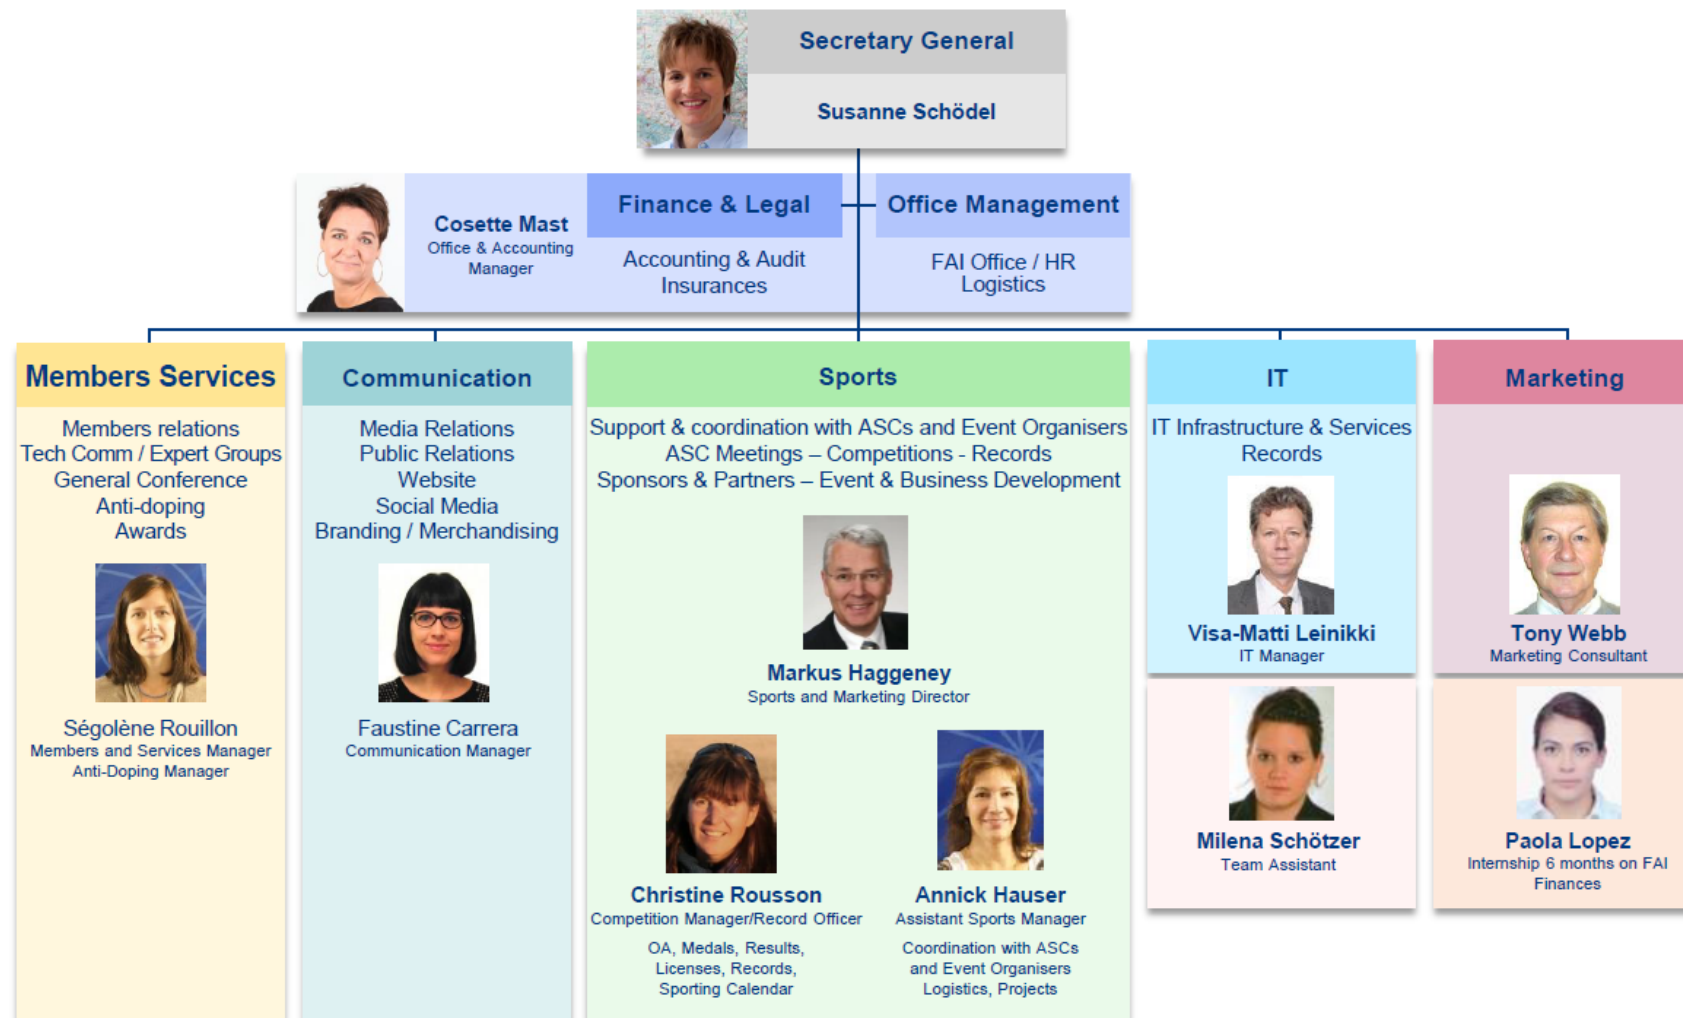 Secretary General
Susanne Schödel
Cosette Mast
Office & Accounting
Manager
Finance & Legal
Accounting & Audit
Insurances
Office Management
FAI Office / HR
Logistics
Members Services
Members relations
Tech Comm / Expert Groups
General Conference
Anti-doping
Awards
Ségolène Rouillon
Members and Services Manager
Anti-Doping Manager
Communication
Media Relations
Public Relations
Website
Social Media
Branding / Merchandising
Faustine Carrera
Communication Manager
Sports
Support & coordination with ASCs and Event Organisers
ASC Meetings – Competitions - Records
Sponsors & Partners – Event & Business Development
Markus Haggeney
Sports and Marketing Director
Christine Rousson
Competition Manager/Record Officer
OA, Medals, Results,
Licenses, Records,
Sporting Calendar
Annick Hauser
Assistant Sports Manager
Coordination with ASCs
and Event Organisers
Logistics, Projects
IT
IT Infrastructure & Services
Records
Visa-Matti Leinikki
IT Manager
Milena Schötzer
Team Assistant
Marketing
Tony Webb
Marketing Consultant
Paola Lopez
Internship 6 months on FAI
Finances